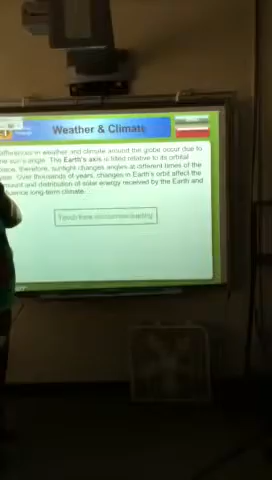 Weather & Climate
differences in weather and climate around the globe occur due to
the sun's angle. The Earth's axis is tilted relative to its orbital
plane, therefore, sunlight changes angles at different times of the
year. Over thousands of years, changes in Earth's orbit affect the
amount and distribution of solar energy received by the Earth and
influence long-term climate.